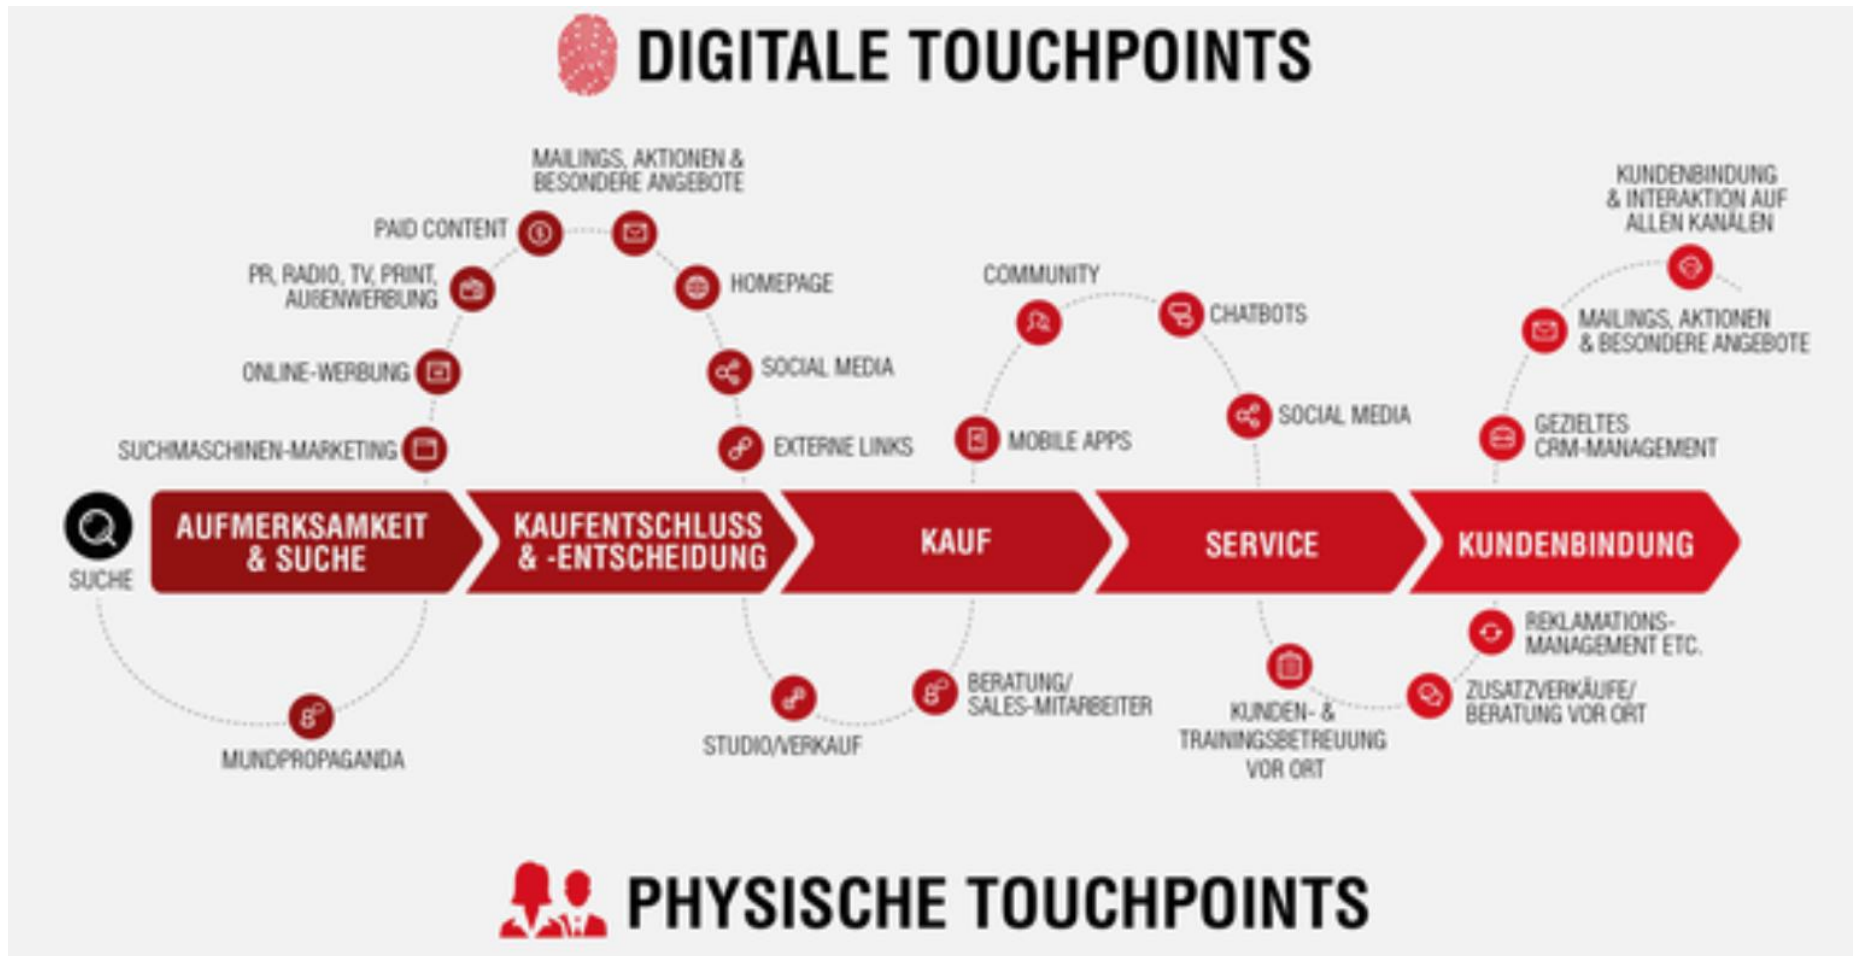 DIGITALE TOUCHPOINTS
MAILINGS, AKTIONEN &
BESONDERE ANGEBOTE
PAID CONTENT
PR, RADIO, TV, PRINT,
AUßENWERBUNG
ONLINE-WERBUNG
SUCHMASCHINEN-MARKETING
HOMEPAGE
SOCIAL MEDIA
EXTERNE LINKS
COMMUNITY
MOBILE APPS
CHATBOTS
SOCIAL MEDIA
KUNDENBINDUNG
& INTERAKTION AUF
ALLEN KANÄLEN
MAILINGS, AKTIONEN
& BESONDERE ANGEBOTE
GEZIELTES
CRM-MANAGEMENT
SUCHE
AUFMERKSAMKEIT
& SUCHE
KAUFENTSCHLUSS
& -ENTSCHEIDUNG
KAUF
SERVICE
KUNDENBINDUNG
MUNDPROPAGANDA
STUDIO/VERKAUF
BERATUNG/
SALES-MITARBEITER
KUNDEN- &
TRAININGSBETREUUNG
VOR ORT
REKLAMATIONS-
MANAGEMENT ETC.
ZUSATZVERKÄUFE/
BERATUNG VOR ORT
PHYSISCHE TOUCHPOINTS